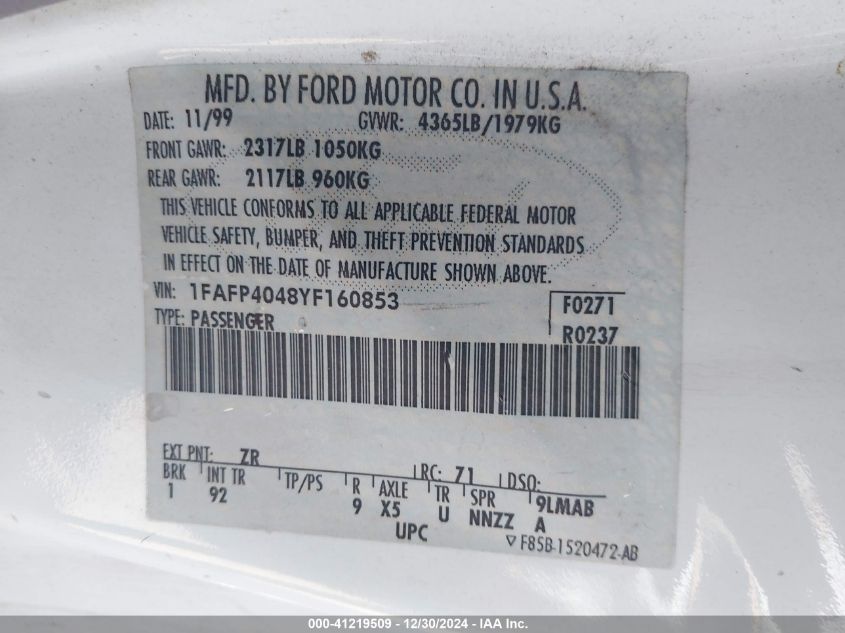 MFD. BY FORD MOTOR CO. IN U.S.A.
DATE: 11/99 GVWR: 4365LB/1979KG
FRONT GAWR: 2317LB 1050KG
REAR GAWR: 2117LB 960KG
THIS VEHICLE CONFORMS TO ALL APPLICABLE FEDERAL MOTOR
VEHICLE SAFETY, BUMPER, AND THEFT PREVENTION STANDARDS
IN EFFECT ON THE DATE OF MANUFACTURE SHOWN ABOVE.
VIN: 1FAFP4048YF160853 F0271
TYPE: PASSENGER R0237
EXT PNT: ZR RC: 71 DSO:
BRK INT TR TP/PS R AXLE TR SPR 9LMAB
1 92 9 X5 U NNZZ A
UPC ▽F85B-1520472-AB
000-41219509 - 12/30/2024 - IAA Inc.